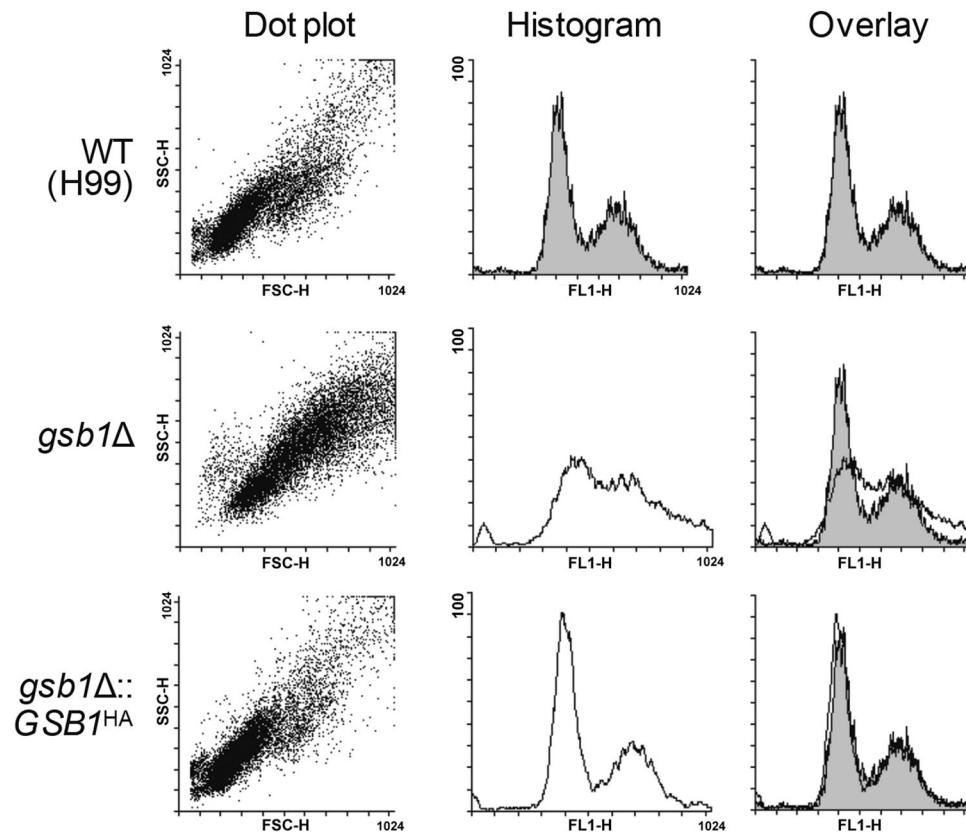 Dot plot
Histogram
Overlay
WT
(H99)
1024
SSC-H
FSC-H
1024
100
FL1-H
1024
FL1-H
gsb1Δ
1024
SSC-H
FSC-H
1024
100
FL1-H
1024
FL1-H
gsb1Δ::
GSB1HA
1024
SSC-H
FSC-H
1024
100
FL1-H
1024
FL1-H